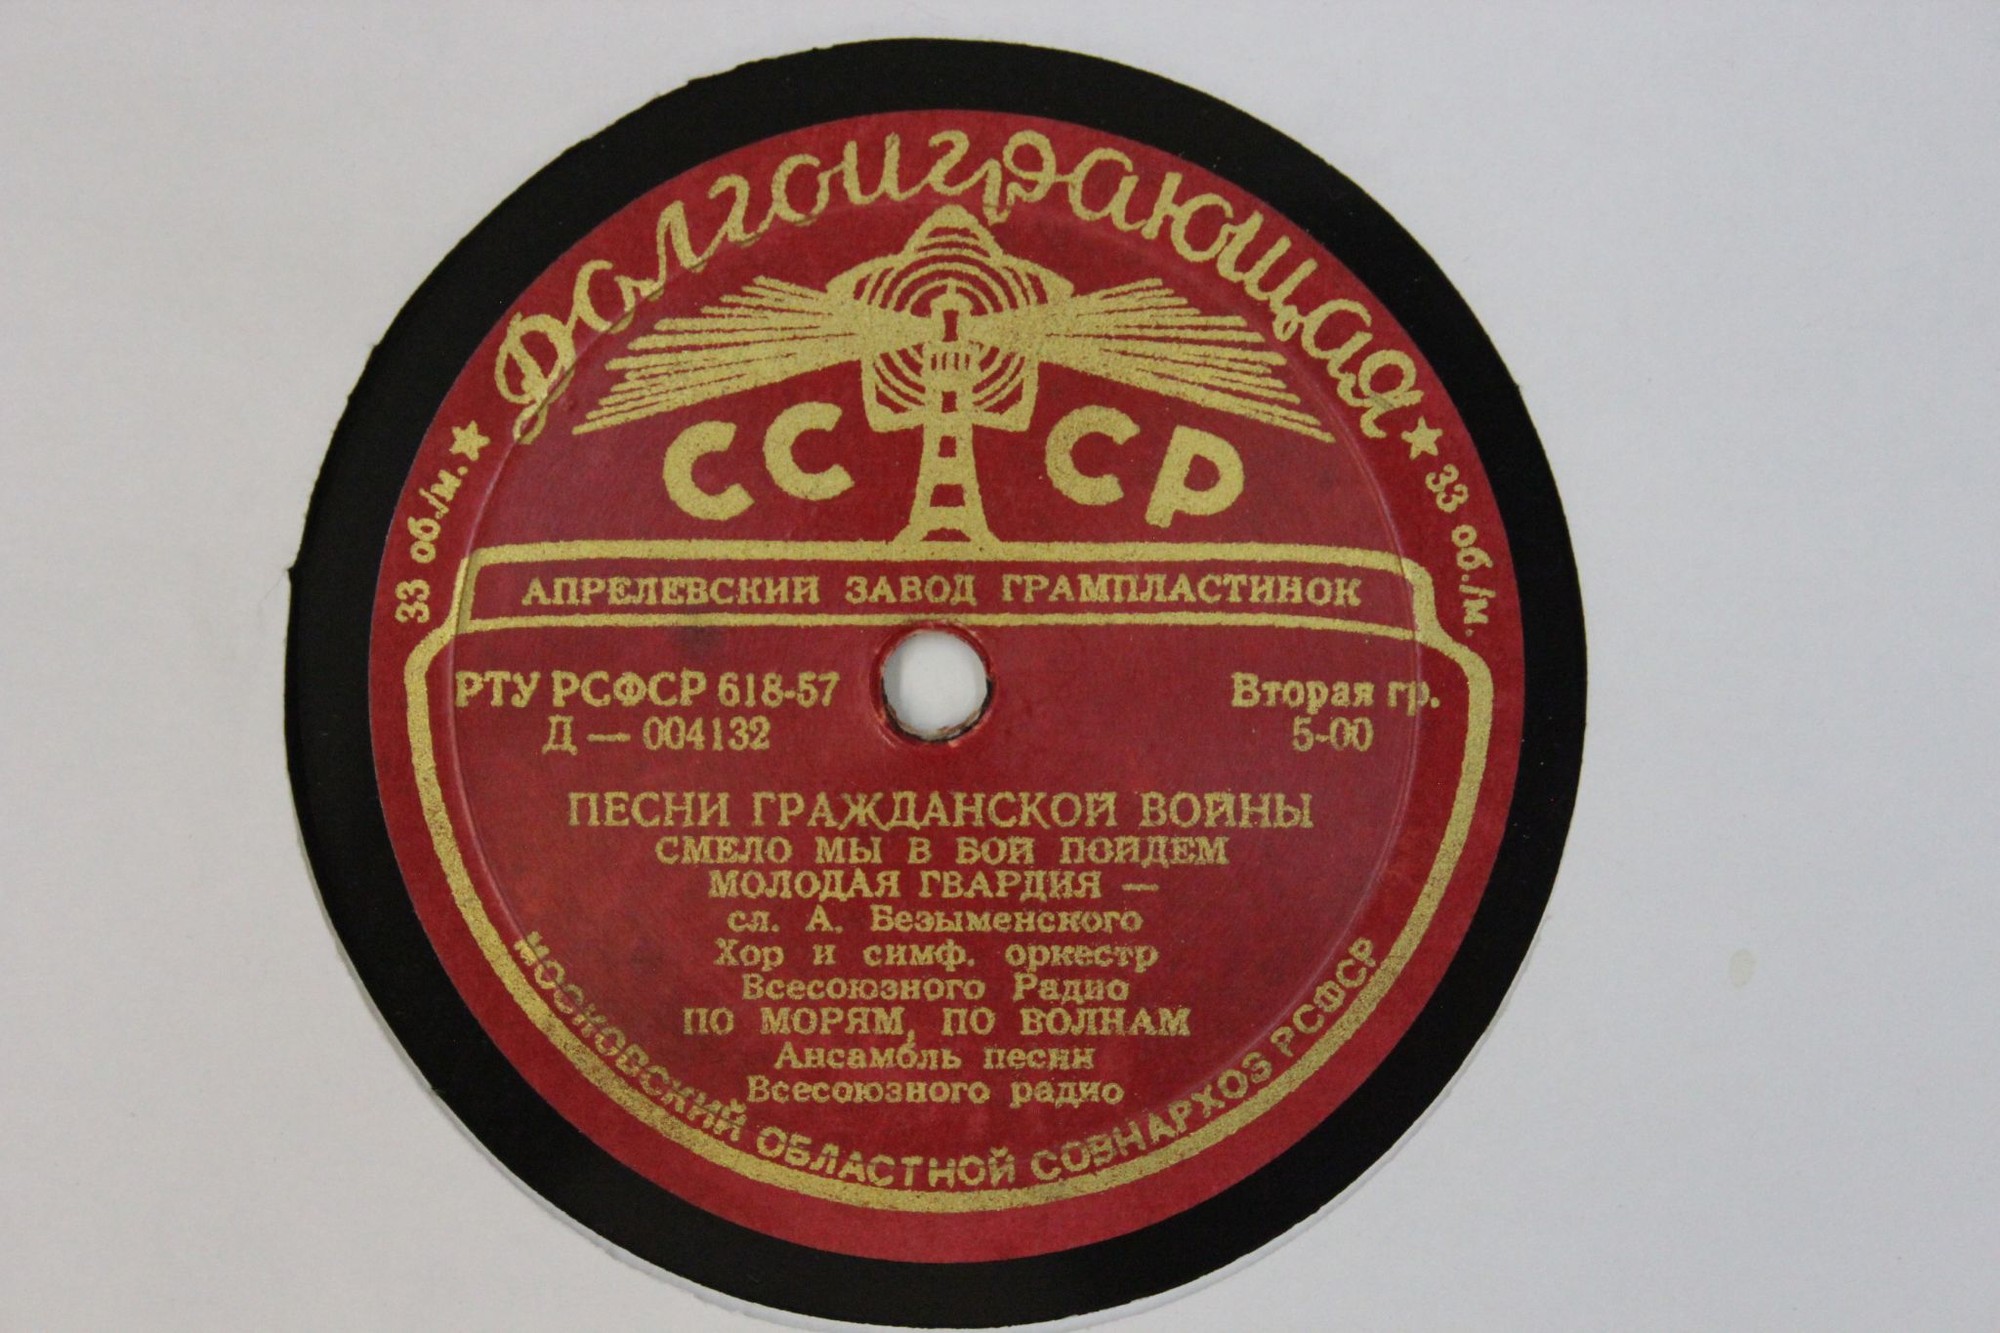 Долгоиграющая
33 об./м. ★
★ 33 об./м.
СССР
АПРЕЛЕВСКИЙ ЗАВОД ГРАМПЛАСТИНОК
РТУ РСФСР 618-57
Д — 004132
Вторая гр.
5-00
ПЕСНИ ГРАЖДАНСКОЙ ВОЙНЫ
СМЕЛО МЫ В БОЙ ПОЙДЕМ
МОЛОДАЯ ГВАРДИЯ —
сл. А. Безыменского
Хор и симф. оркестр
Всесоюзного Радио
ПО МОРЯМ, ПО ВОЛНАМ
Ансамбль песни
Всесоюзного радио
МОСКОВСКИЙ ОБЛАСТНОЙ СОВНАРХОЗ РСФСР